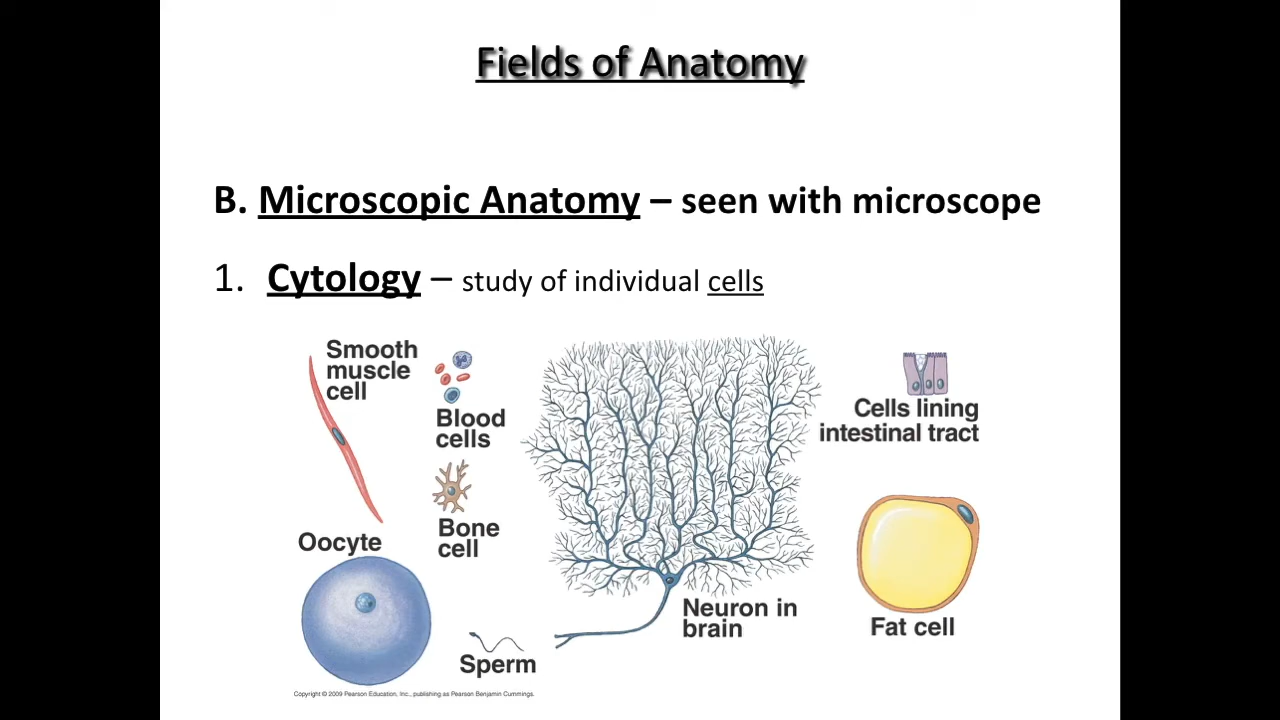 Fields of Anatomy
B. Microscopic Anatomy – seen with microscope
1. Cytology – study of individual cells
Smooth
muscle
cell
Blood
cells
Bone
cell
Oocyte
Sperm
Neuron in
brain
Cells lining
intestinal tract
Fat cell
Copyright © 2009 Pearson Education, Inc., publishing as Pearson Benjamin Cummings.